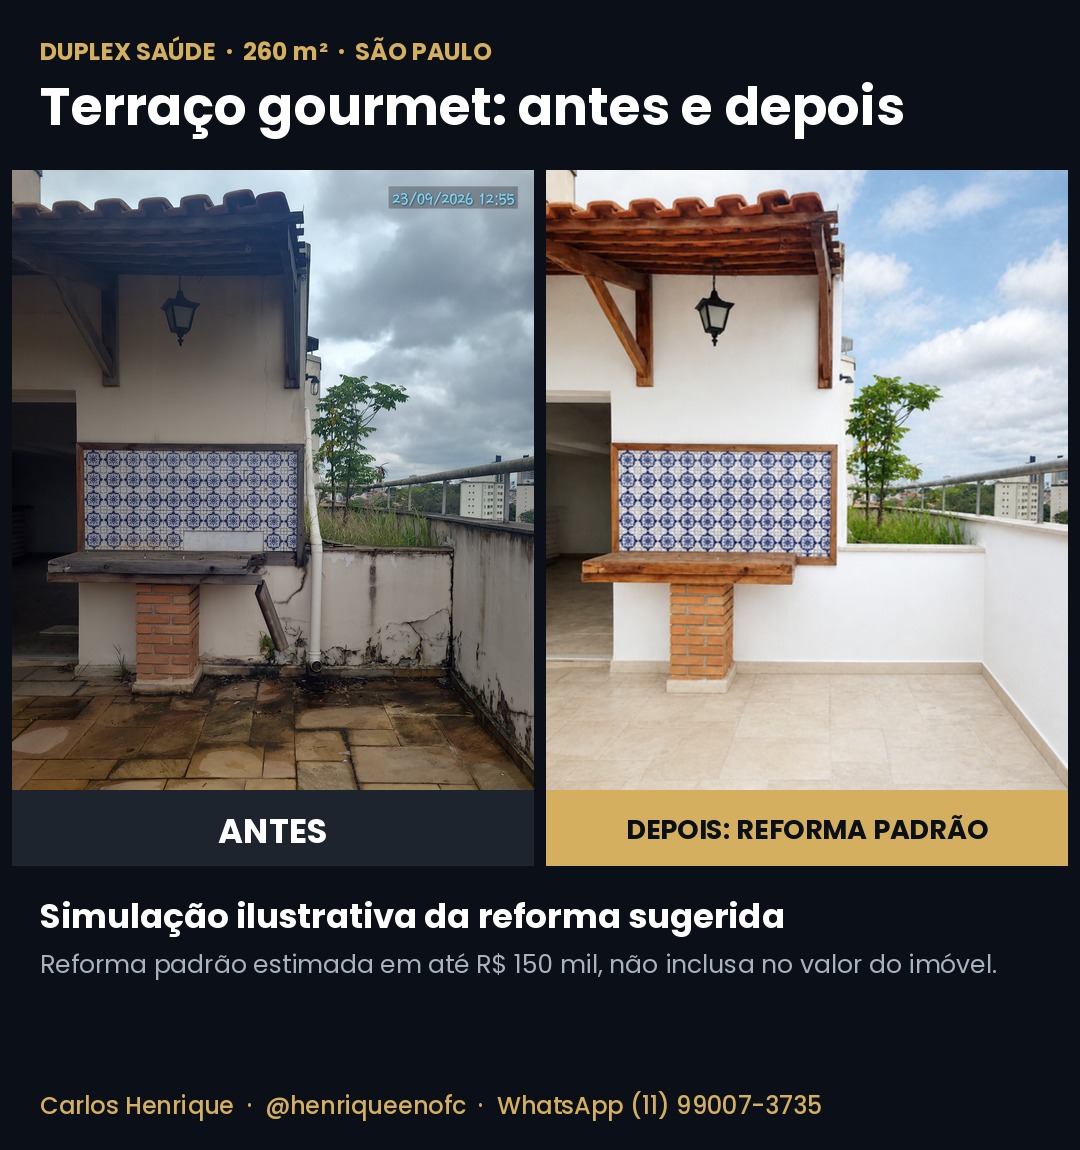 DUPLEX SAÚDE · 260 m² · SÃO PAULO
Terraço gourmet: antes e depois
23/09/2026 12:55
ANTES
DEPOIS: REFORMA PADRÃO
Simulação ilustrativa da reforma sugerida
Reforma padrão estimada em até R$ 150 mil, não inclusa no valor do imóvel.
Carlos Henrique · @henriqueenofc · WhatsApp (11) 99007-3735